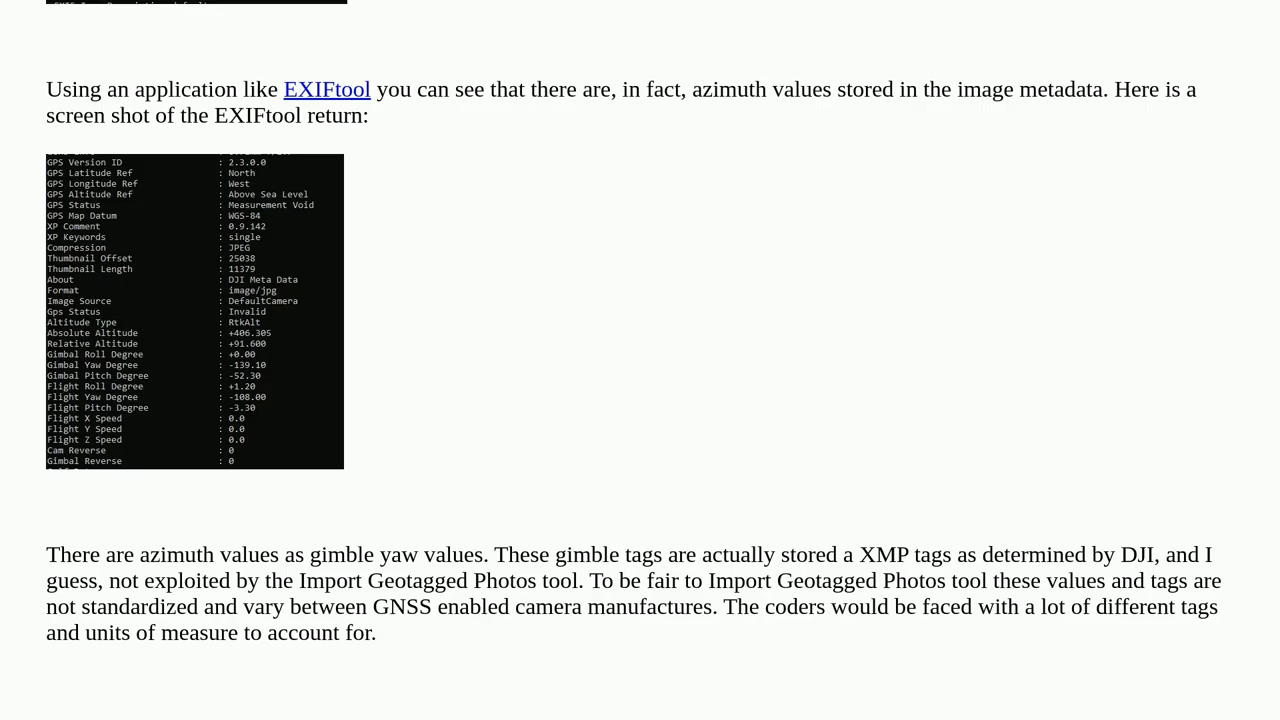 Using an application like EXIFtool you can see that there are, in fact, azimuth values stored in the image metadata. Here is a
screen shot of the EXIFtool return:
GPS Version ID : 2.3.0.0
GPS Latitude Ref : North
GPS Longitude Ref : West
GPS Altitude Ref : Above Sea Level
GPS Status : Measurement Void
GPS Map Datum : WGS-84
XP Comment : 0.9.142
XP Keywords : single
Compression : JPEG
Thumbnail Offset : 25038
Thumbnail Length : 11379
About : DJI Meta Data
Format : image/jpg
Image Source : DefaultCamera
Gps Status : Invalid
Altitude Type : RtkAlt
Absolute Altitude : +406.305
Relative Altitude : +91.600
Gimbal Roll Degree : +0.00
Gimbal Yaw Degree : -139.10
Gimbal Pitch Degree : -52.30
Flight Roll Degree : +1.20
Flight Yaw Degree : -108.00
Flight Pitch Degree : -3.30
Flight X Speed : 0.0
Flight Y Speed : 0.0
Flight Z Speed : 0.0
Cam Reverse : 0
Gimbal Reverse : 0
There are azimuth values as gimble yaw values. These gimble tags are actually stored a XMP tags as determined by DJI, and I
guess, not exploited by the Import Geotagged Photos tool. To be fair to Import Geotagged Photos tool these values and tags are
not standardized and vary between GNSS enabled camera manufactures. The coders would be faced with a lot of different tags
and units of measure to account for.